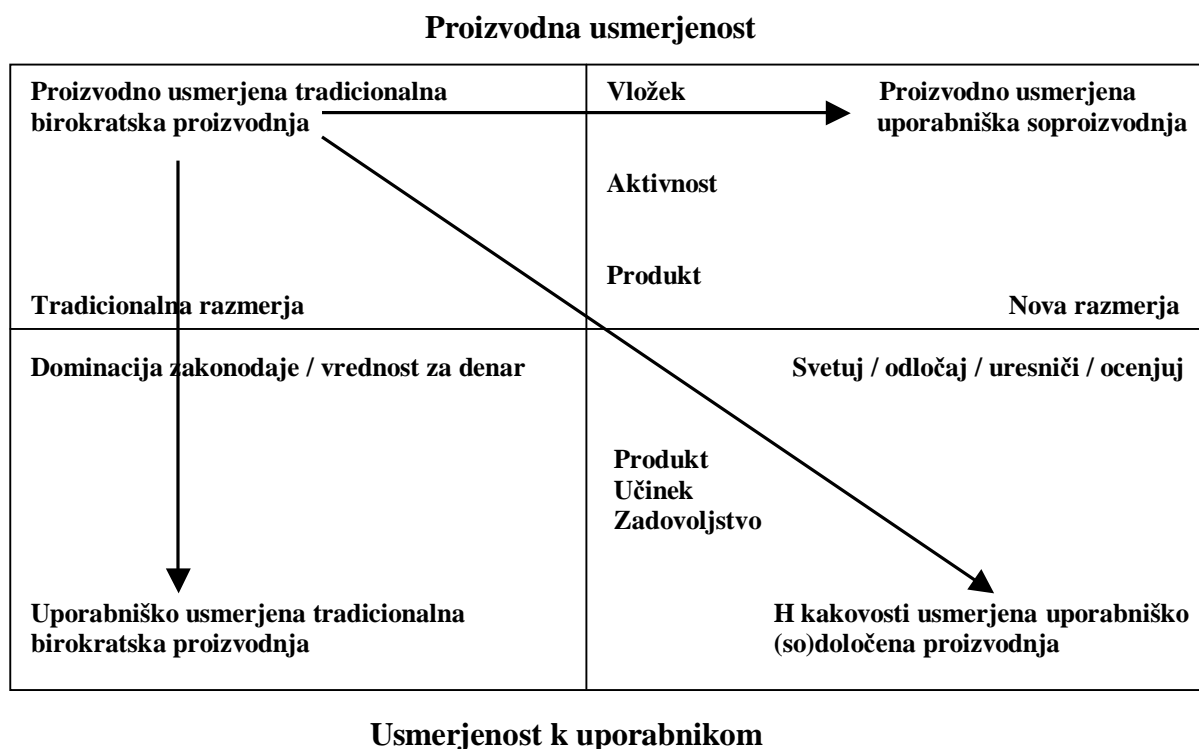 Proizvodna usmerjenost
Proizvodno usmerjena tradicionalna
birokratska proizvodnja
Vložek
Proizvodno usmerjena
uporabniška soproizvodnja
Aktivnost
Produkt
Tradicionalna razmerja
Nova razmerja
Dominacija zakonodaje / vrednost za denar
Svetuj / odločaj / uresniči / ocenjuj
Produkt
Učinek
Zadovoljstvo
Uporabniško usmerjena tradicionalna
birokratska proizvodnja
H kakovosti usmerjena uporabniško
(so)določena proizvodnja
Usmerjenost k uporabnikom